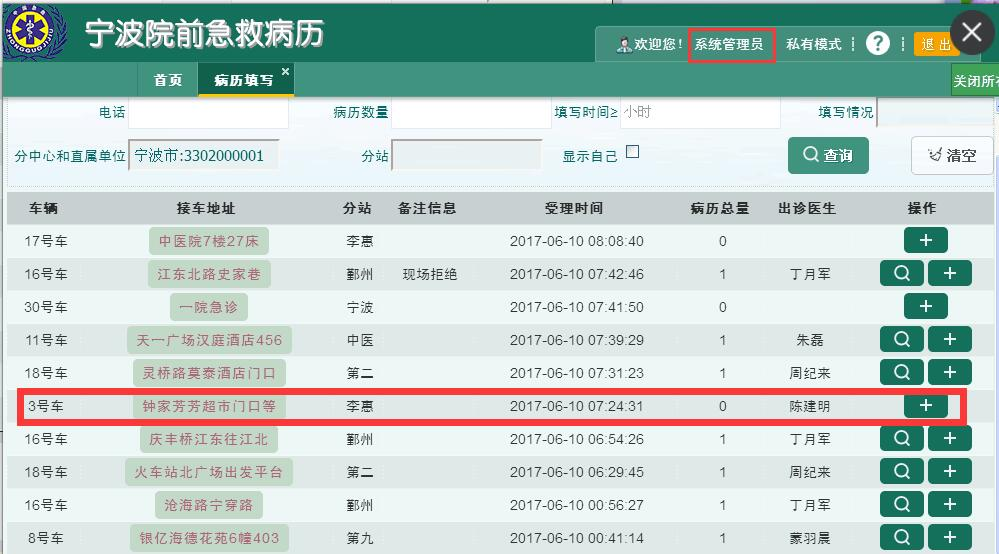 宁波院前急救病历
欢迎您! 系统管理员 私有模式 ? 退出
首页 病历填写 关闭所有
电话 病历数量 填写时间≥ 小时 填写情况
分中心和直属单位 宁波市:3302000001 分站 显示自己 查询 清空
车辆 接车地址 分站 备注信息 受理时间 病历总量 出诊医生 操作
17号车 中医院7楼27床 李惠 2017-06-10 08:08:40 0
16号车 江东北路史家巷 鄞州 现场拒绝 2017-06-10 07:42:46 1 丁月军
30号车 一院急诊 宁波 2017-06-10 07:41:50 0
11号车 天一广场汉庭酒店456 中医 2017-06-10 07:39:29 1 朱磊
18号车 灵桥路莫泰酒店门口 第二 2017-06-10 07:31:23 1 周纪来
3号车 钟家芳芳超市门口等 李惠 2017-06-10 07:24:31 0 陈建明
16号车 庆丰桥江东往江北 鄞州 2017-06-10 06:54:26 1 丁月军
18号车 火车站北广场出发平台 第二 2017-06-10 06:29:45 1 周纪来
16号车 沧海路宁穿路 鄞州 2017-06-10 00:56:27 1 丁月军
8号车 银亿海德花苑6幢403 第九 2017-06-10 00:41:14 1 蒙羽晨